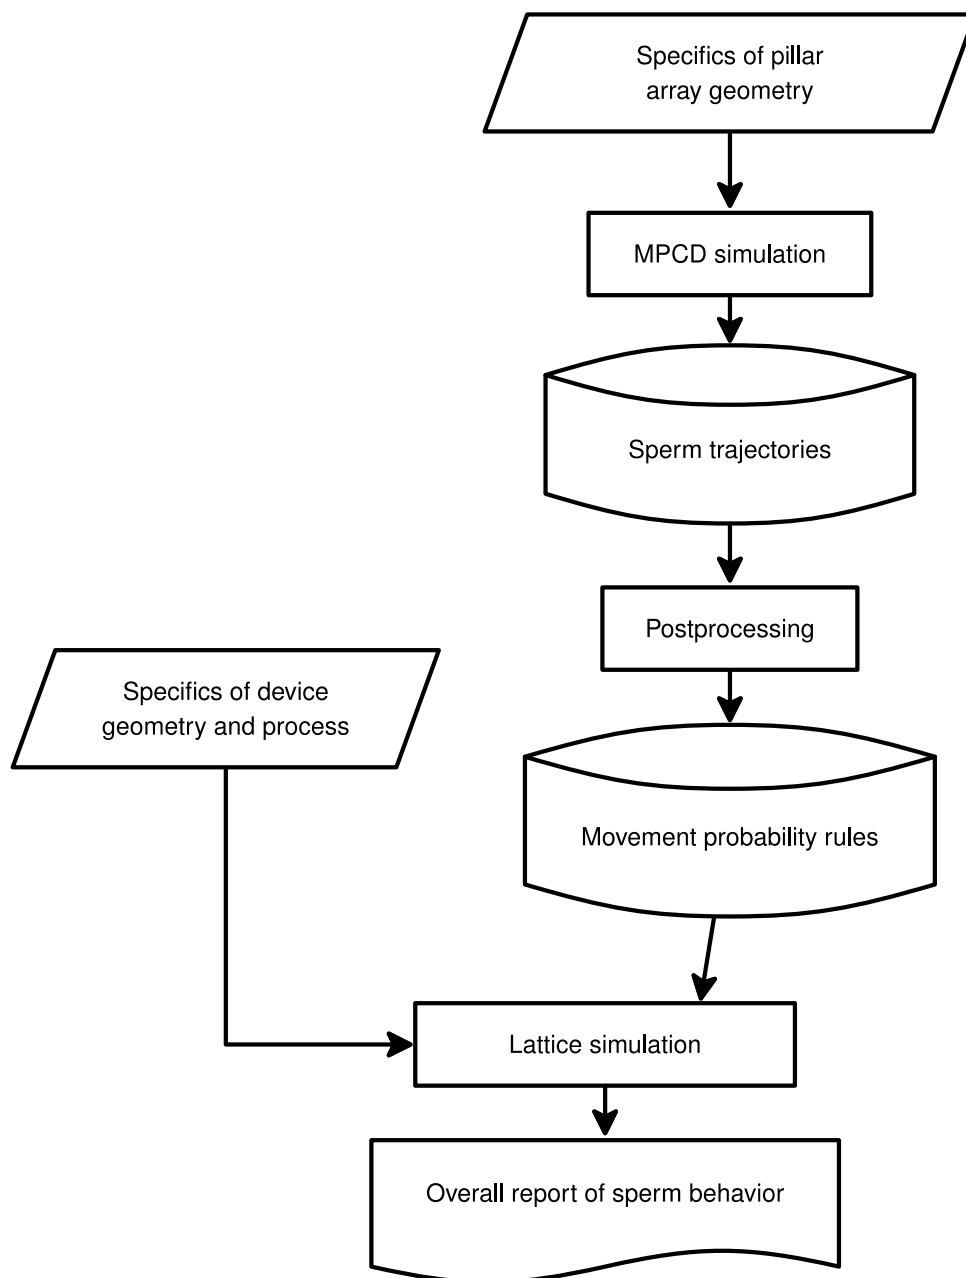 Specifics of pillar
array geometry
MPCD simulation
Sperm trajectories
Postprocessing
Specifics of device
geometry and process
Movement probability rules
Lattice simulation
Overall report of sperm behavior